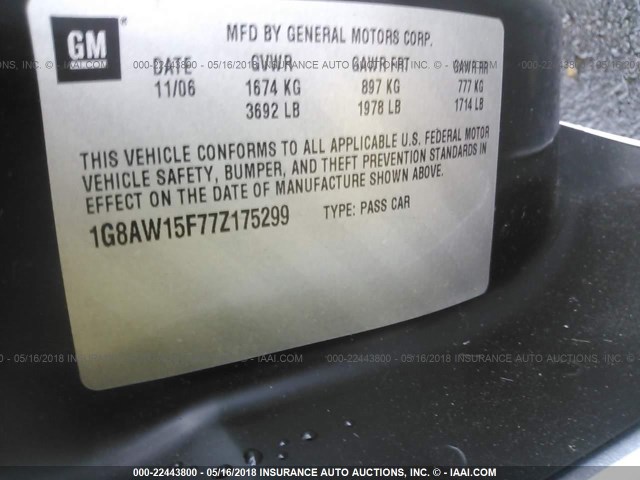 GM
MFD BY GENERAL MOTORS CORP.
DATE GVWR GAWR FRT GAWR RR
11/06 1674 KG 897 KG 777 KG
3692 LB 1978 LB 1714 LB
THIS VEHICLE CONFORMS TO ALL APPLICABLE U.S. FEDERAL MOTOR
VEHICLE SAFETY, BUMPER, AND THEFT PREVENTION STANDARDS IN
EFFECT ON THE DATE OF MANUFACTURE SHOWN ABOVE.
1G8AW15F77Z175299 TYPE: PASS CAR
000-22443800 - 05/16/2018 INSURANCE AUTO AUCTIONS, INC. - © IAAI.COM